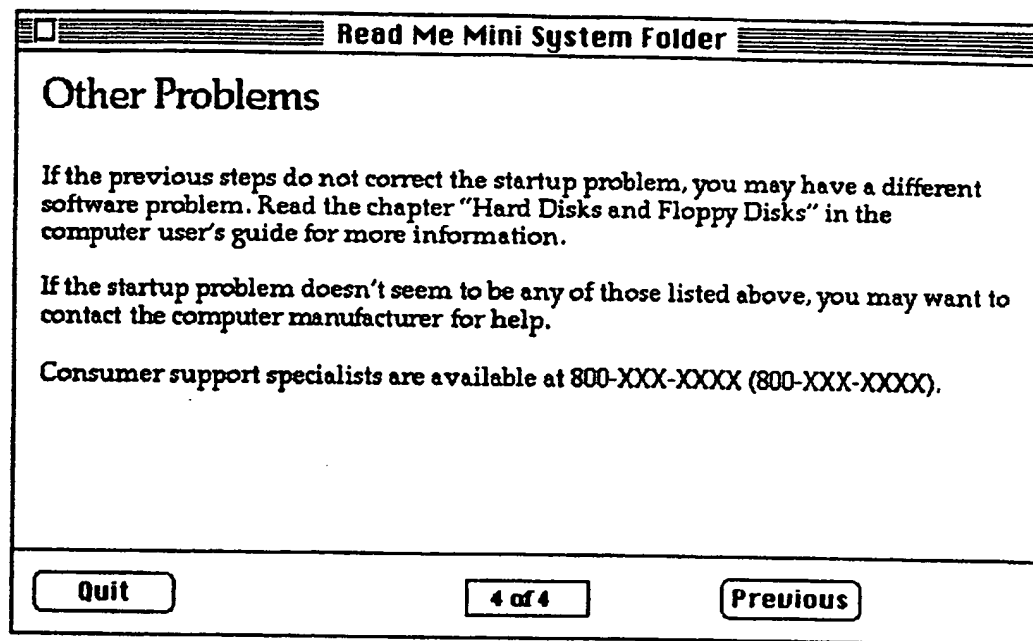 Read Me Mini System Folder
Other Problems
If the previous steps do not correct the startup problem, you may have a different
software problem. Read the chapter “Hard Disks and Floppy Disks” in the
computer user's guide for more information.
If the startup problem doesn't seem to be any of those listed above, you may want to
contact the computer manufacturer for help.
Consumer support specialists are available at 800-XXX-XXXX (800-XXX-XXXX).
Quit
4 of 4
Previous